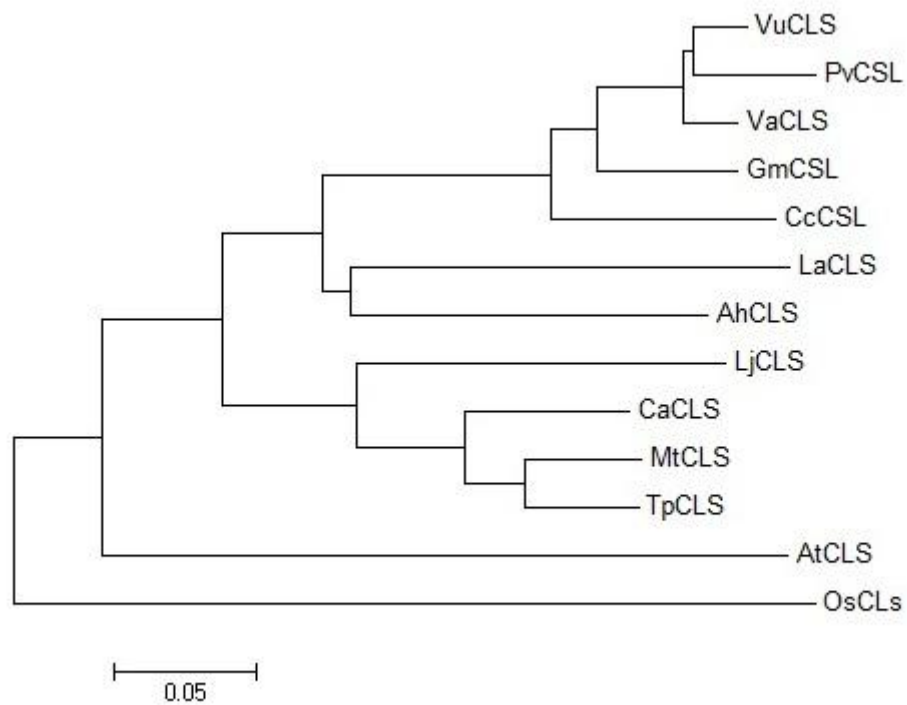 VuCLS
PvCSL
VaCLS
GmCSL
CcCSL
LaCLS
AhCLS
LjCLS
CaCLS
MtCLS
TpCLS
AtCLS
OsCLs
0.05